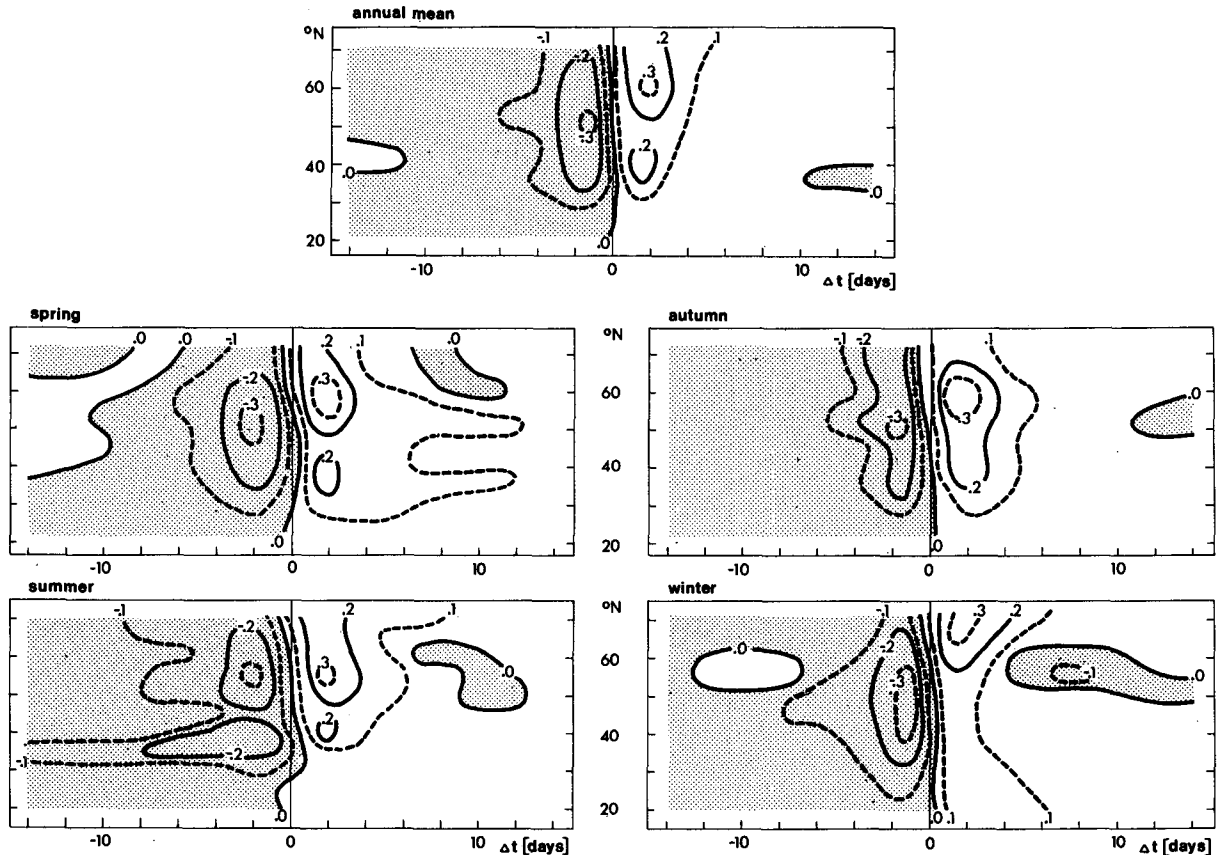 annual mean
°N -.1 .2 .1
-.2
60 .3
-.3
40 .2
.0 .0
20 .0
-10 0 10
Δt [days]
spring
.0 .0 -.1 .2 .1 .0 °N
-.2 .3 60
-.3
.2 40
.0 20
-10 0 10
autumn
-.1 -.2 .1
-.3 .3 .0
.2
.0
-10 0 10
summer
-.1 -.2 .2 .1 °N
.3 .0 60
.2
-.2 40
-.1
.0 20
-10 0 10 Δt [days]
winter
-.1 .3 .2
.0 -.2 .0
-.3 -.1
.0 .1 .1
-10 0 10 Δt [days]